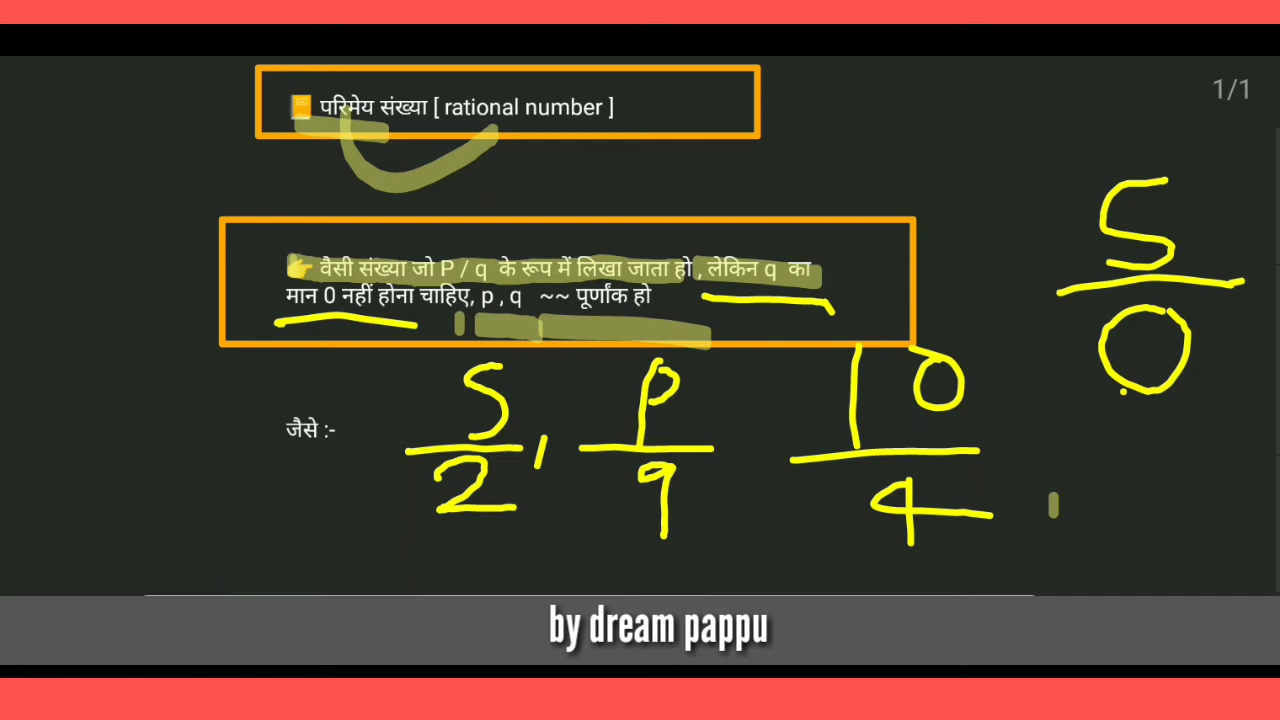 📒 परिमेय संख्या [ rational number ]
1/1
👉 वैसी संख्या जो P / q के रूप में लिखा जाता हो , लेकिन q का
मान 0 नहीं होना चाहिए, p , q ~~ पूर्णांक हो
5/0
जैसे :- 5/2, p/q 10/4
by dream pappu